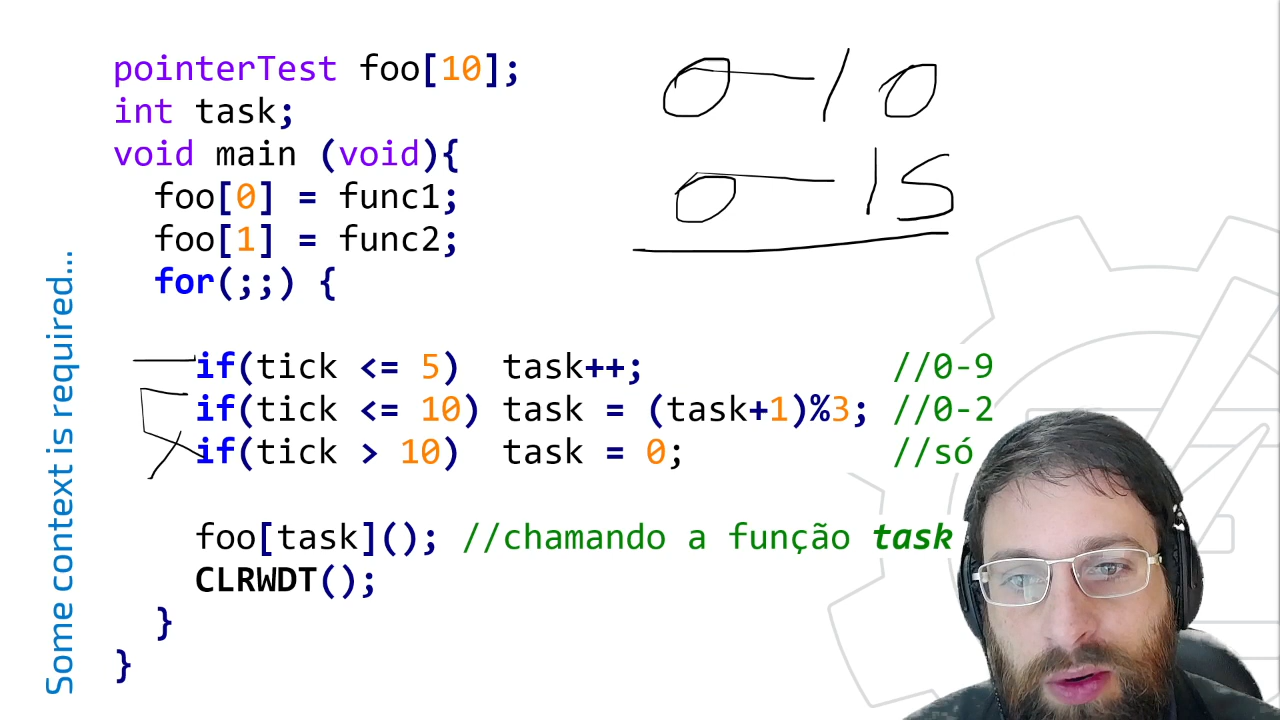 Some context is required...
pointerTest foo[10];
int task;
void main (void){
foo[0] = func1;
foo[1] = func2;
for(;;) {
if(tick <= 5) task++; //0-9
if(tick <= 10) task = (task+1)%3; //0-2
if(tick > 10) task = 0; //só
foo[task](); //chamando a função task
CLRWDT();
}
}
0-10
0-15